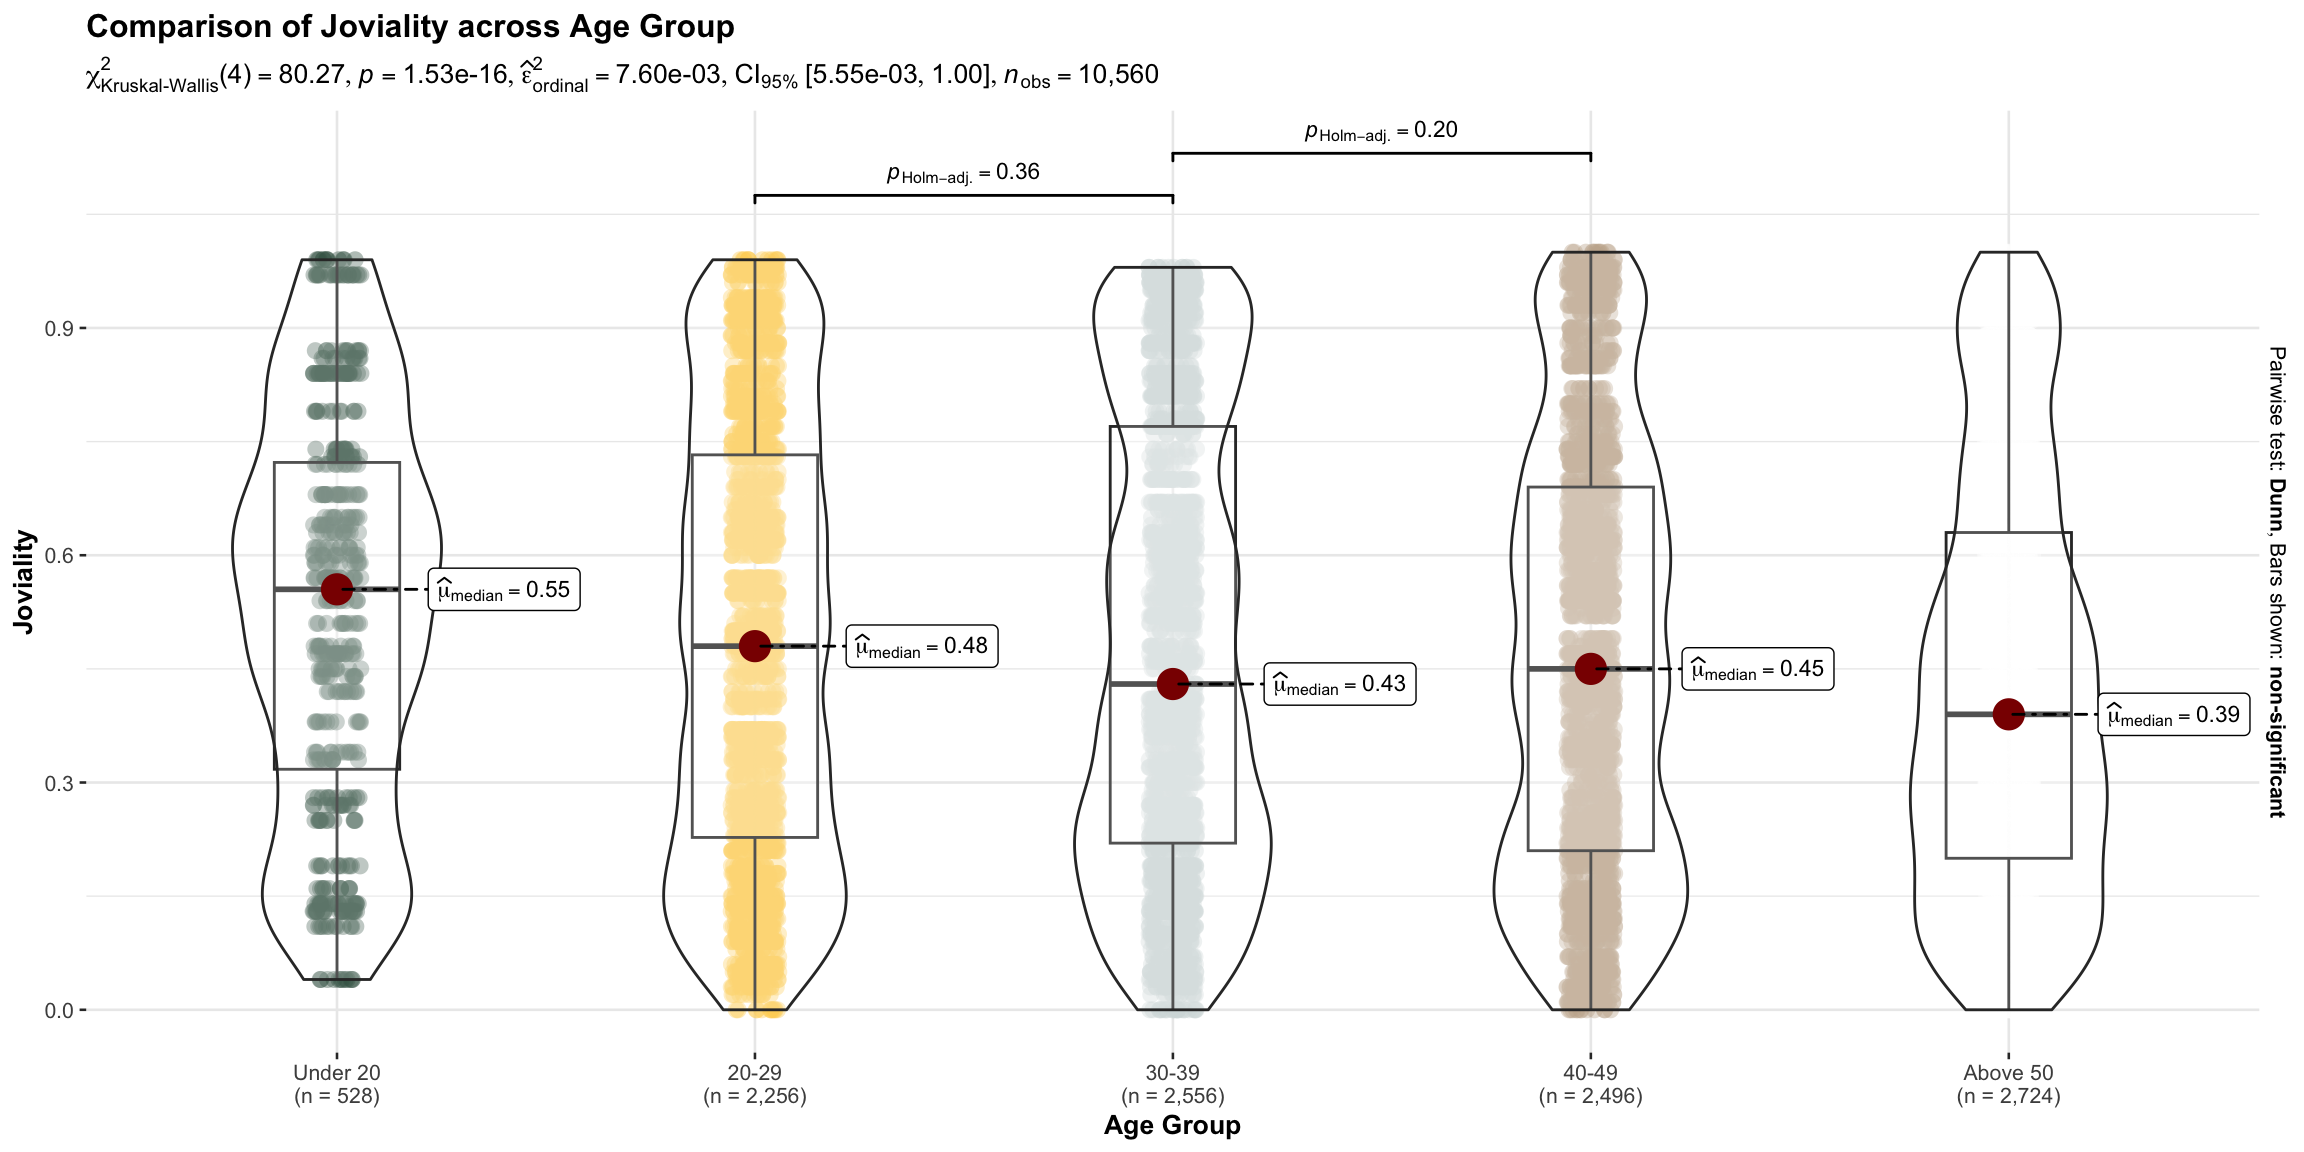 Comparison of Joviality across Age Group
χ²Kruskal-Wallis(4) = 80.27, p = 1.53e-16, ε̂²ordinal = 7.60e-03, CI95% [5.55e-03, 1.00], nobs = 10,560
pHolm−adj. = 0.20
pHolm−adj. = 0.36
0.9
0.6
0.3
0.0
Joviality
μ̂median = 0.55
μ̂median = 0.48
μ̂median = 0.43
μ̂median = 0.45
μ̂median = 0.39
Pairwise test: Dunn, Bars shown: non-significant
Under 20
(n = 528)
20-29
(n = 2,256)
30-39
(n = 2,556)
40-49
(n = 2,496)
Above 50
(n = 2,724)
Age Group